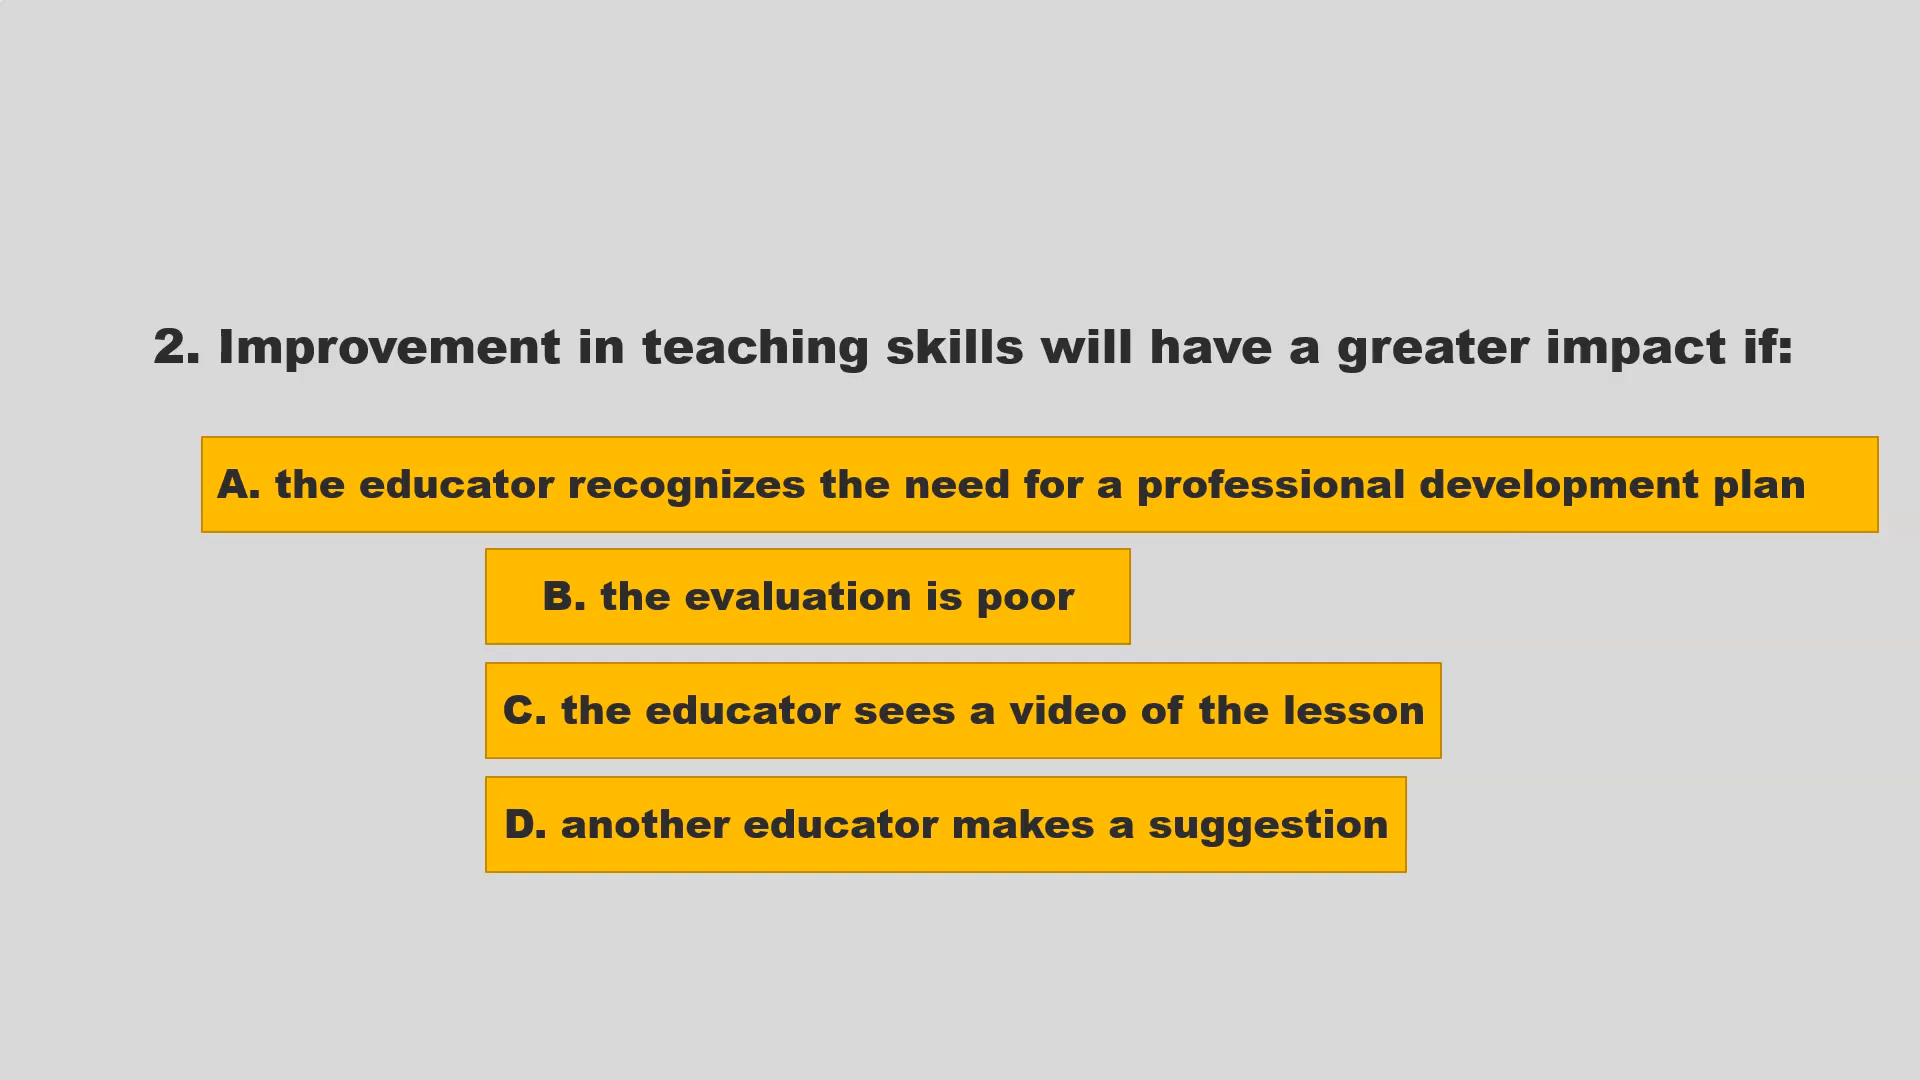 2. Improvement in teaching skills will have a greater impact if:
A. the educator recognizes the need for a professional development plan
B. the evaluation is poor
C. the educator sees a video of the lesson
D. another educator makes a suggestion